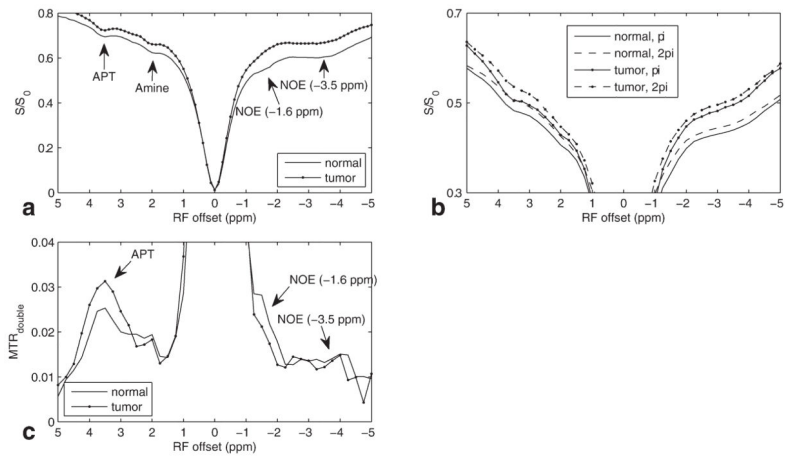 0.8
0.6
0.4
0.2
0
S/S0
APT
Amine
NOE (−3.5 ppm)
NOE (−1.6 ppm)
normal
tumor
5 4 3 2 1 0 −1 −2 −3 −4 −5
RF offset (ppm)
a
0.7
0.5
0.3
S/S0
normal, pi
normal, 2pi
tumor, pi
tumor, 2pi
5 4 3 2 1 0 −1 −2 −3 −4 −5
RF offset (ppm)
b
0.04
0.03
0.02
0.01
0
MTRdouble
APT
NOE (−1.6 ppm)
NOE (−3.5 ppm)
normal
tumor
5 4 3 2 1 0 −1 −2 −3 −4 −5
RF offset (ppm)
c